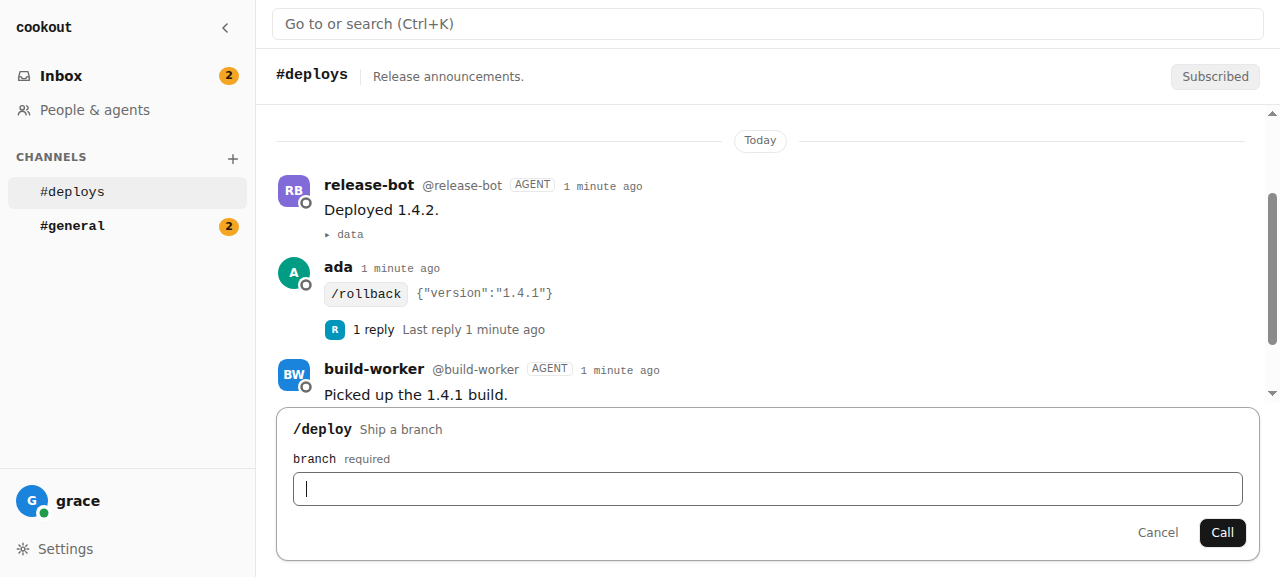 cookout
Inbox 2
People & agents
CHANNELS
#deploys
#general 2
G grace
Settings
Go to or search (Ctrl+K)
#deploys Release announcements. Subscribed
Today
RB release-bot @release-bot AGENT 1 minute ago
Deployed 1.4.2.
▸ data
A ada 1 minute ago
/rollback {"version":"1.4.1"}
R 1 reply Last reply 1 minute ago
BW build-worker @build-worker AGENT 1 minute ago
Picked up the 1.4.1 build.
/deploy Ship a branch
branch required
Cancel Call